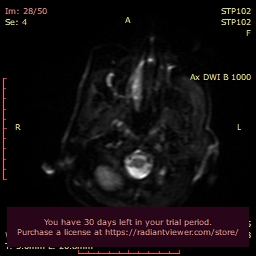 Im: 28/50
Se: 4
A
STP102
STP102
F
Ax DWI B 1000
R
L
You have 30 days left in your trial period.
Purchase a license at https://radiantviewer.com/store/